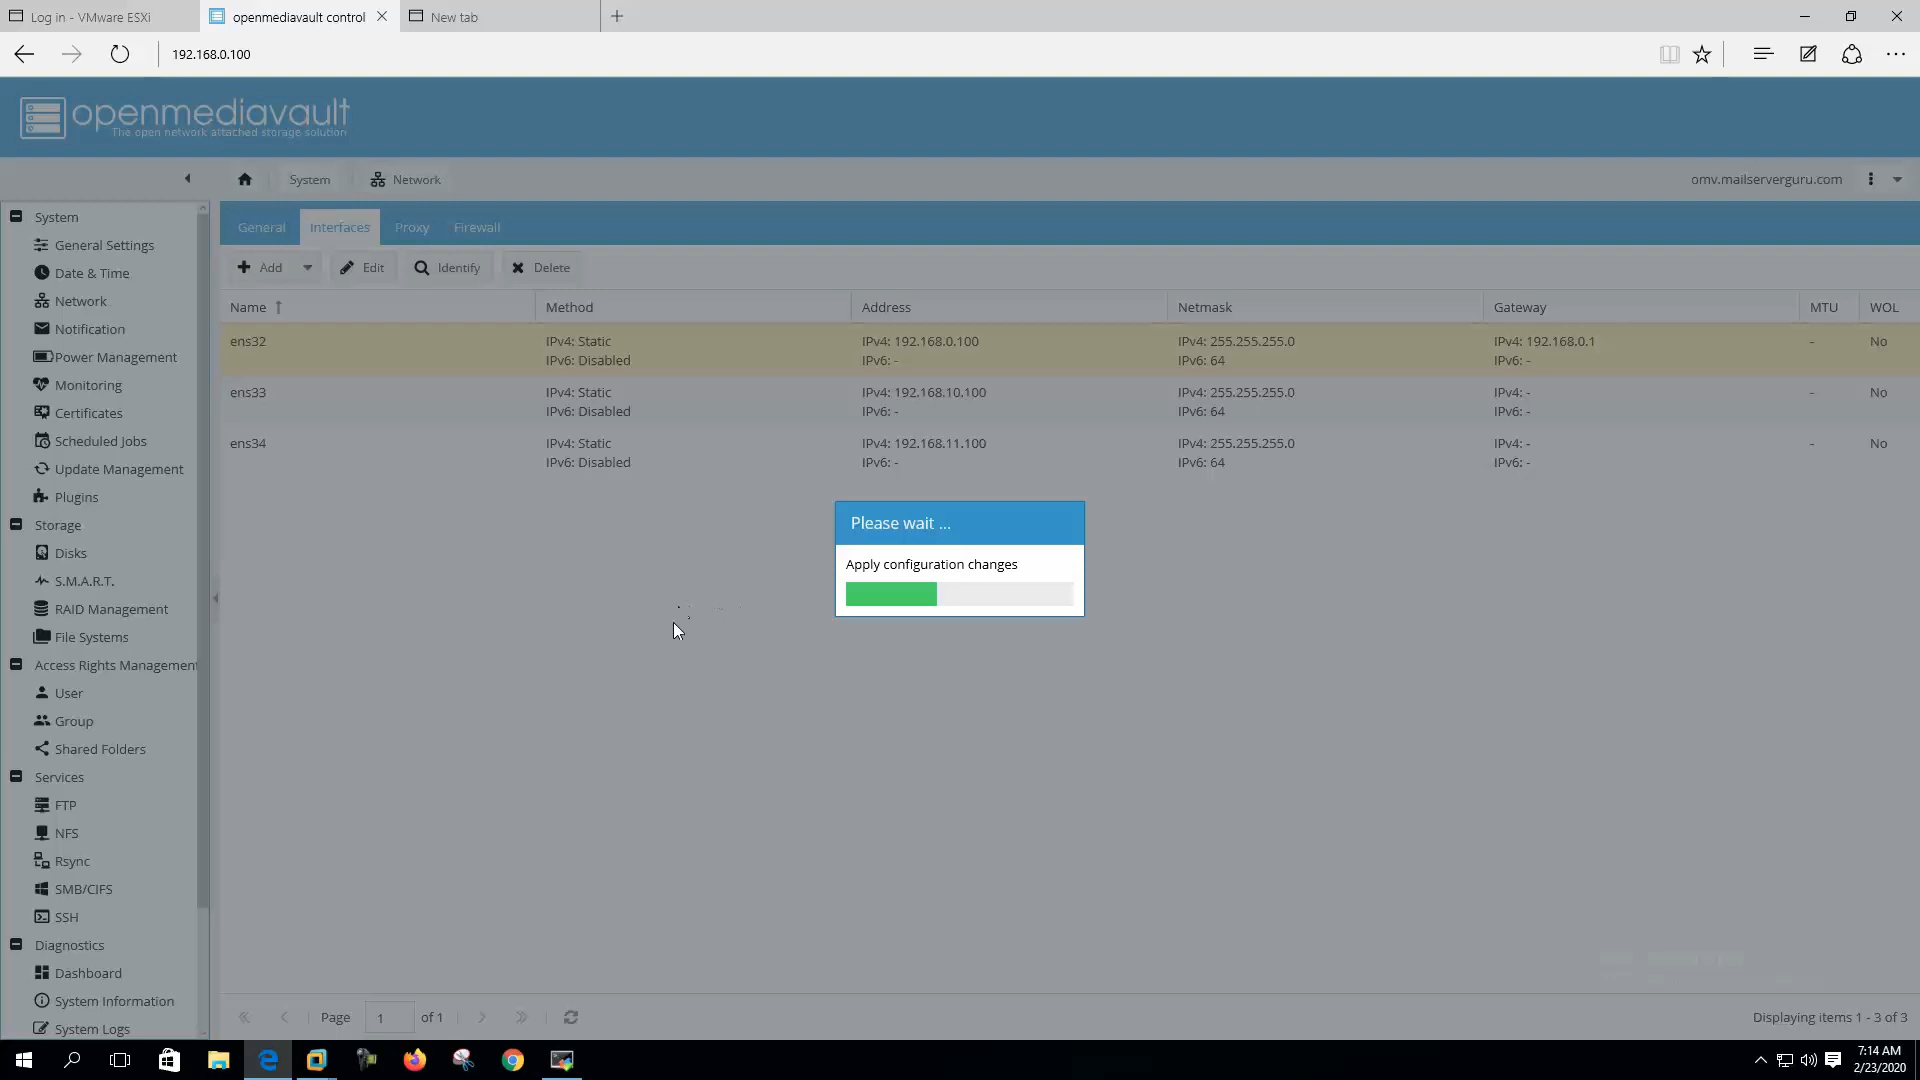 Log in - VMware ESXi
openmediavault control
New tab
192.168.0.100
openmediavault
The open network attached storage solution
System
Network
omv.mailserverguru.com
System
General Settings
Date & Time
Network
Notification
Power Management
Monitoring
Certificates
Scheduled Jobs
Update Management
Plugins
Storage
Disks
S.M.A.R.T.
RAID Management
File Systems
Access Rights Management
User
Group
Shared Folders
Services
FTP
NFS
Rsync
SMB/CIFS
SSH
Diagnostics
Dashboard
System Information
System Logs
General Interfaces Proxy Firewall
Add Edit Identify Delete
Name Method Address Netmask Gateway MTU WOL
ens32 IPv4: Static IPv4: 192.168.0.100 IPv4: 255.255.255.0 IPv4: 192.168.0.1 - No
IPv6: Disabled IPv6: - IPv6: 64 IPv6: -
ens33 IPv4: Static IPv4: 192.168.10.100 IPv4: 255.255.255.0 IPv4: - - No
IPv6: Disabled IPv6: - IPv6: 64 IPv6: -
ens34 IPv4: Static IPv4: 192.168.11.100 IPv4: 255.255.255.0 IPv4: - - No
IPv6: Disabled IPv6: - IPv6: 64 IPv6: -
Please wait ...
Apply configuration changes
Page 1 of 1
Displaying items 1 - 3 of 3
7:14 AM
2/23/2020